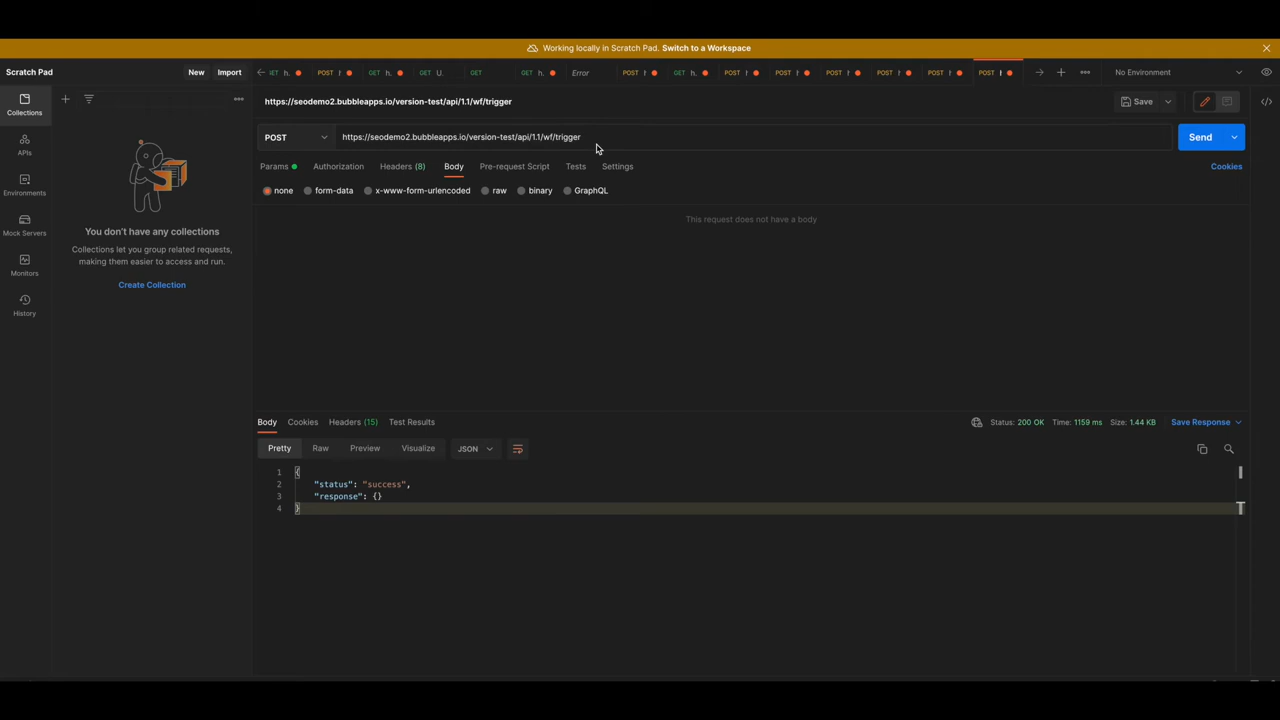 Working locally in Scratch Pad. Switch to a Workspace
Scratch Pad
New
Import
GET h.
POST
GET h.
GET U.
GET
GET h.
Error
POST
GET h.
POST
POST
POST
POST
POST
POST
No Environment
Collections
APIs
Environments
Mock Servers
Monitors
History
You don't have any collections
Collections let you group related requests,
making them easier to access and run.
Create Collection
https://seodemo2.bubbleapps.io/version-test/api/1.1/wf/trigger
Save
POST
https://seodemo2.bubbleapps.io/version-test/api/1.1/wf/trigger
Send
Params
Authorization
Headers (8)
Body
Pre-request Script
Tests
Settings
Cookies
none
form-data
x-www-form-urlencoded
raw
binary
GraphQL
This request does not have a body
Body
Cookies
Headers (15)
Test Results
Status: 200 OK
Time: 1159 ms
Size: 1.44 KB
Save Response
Pretty
Raw
Preview
Visualize
JSON
1 {
2 "status": "success",
3 "response": {}
4 }